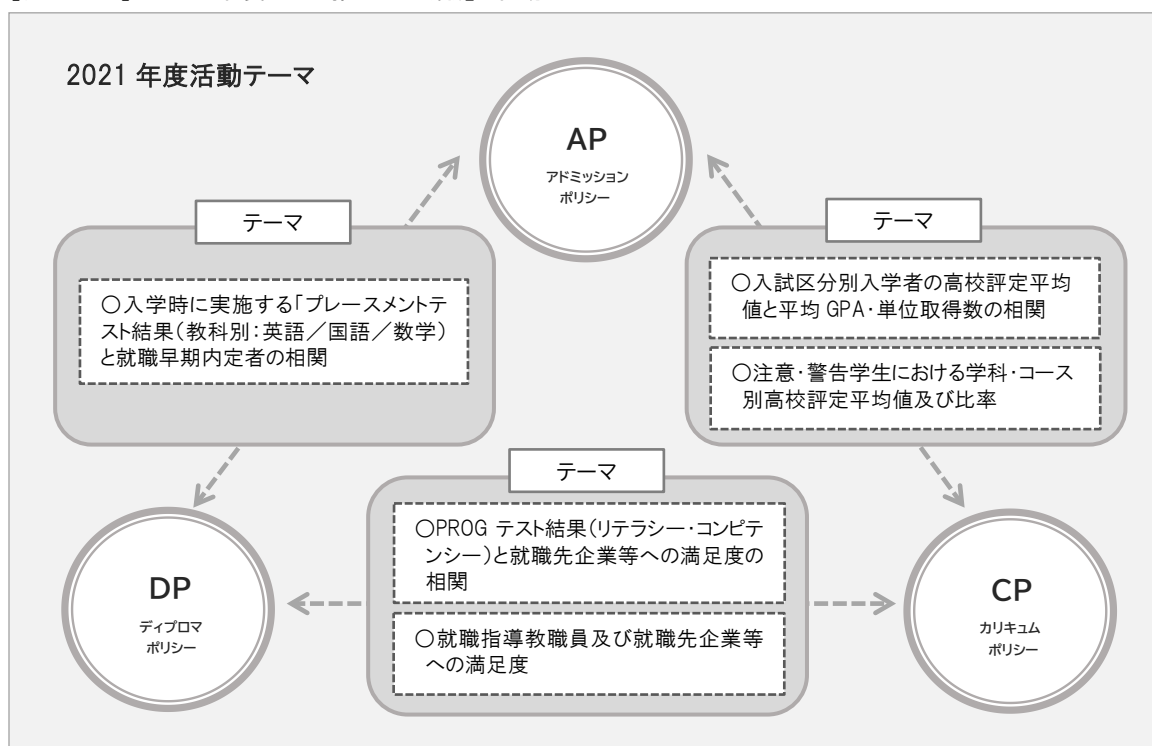 2021 年度活動テーマ
AP
アドミッション
ポリシー
テーマ
○入学時に実施する「プレースメントテ
スト結果(教科別:英語/国語/数学)
と就職早期内定者の相関
テーマ
○入試区分別入学者の高校評定平均
値と平均 GPA・単位取得数の相関
○注意・警告学生における学科・コース
別高校評定平均値及び比率
テーマ
○PROG テスト結果(リテラシー・コンピテ
ンシー)と就職先企業等への満足度の
相関
○就職指導教職員及び就職先企業等
への満足度
DP
ディプロマ
ポリシー
CP
カリキュム
ポリシー